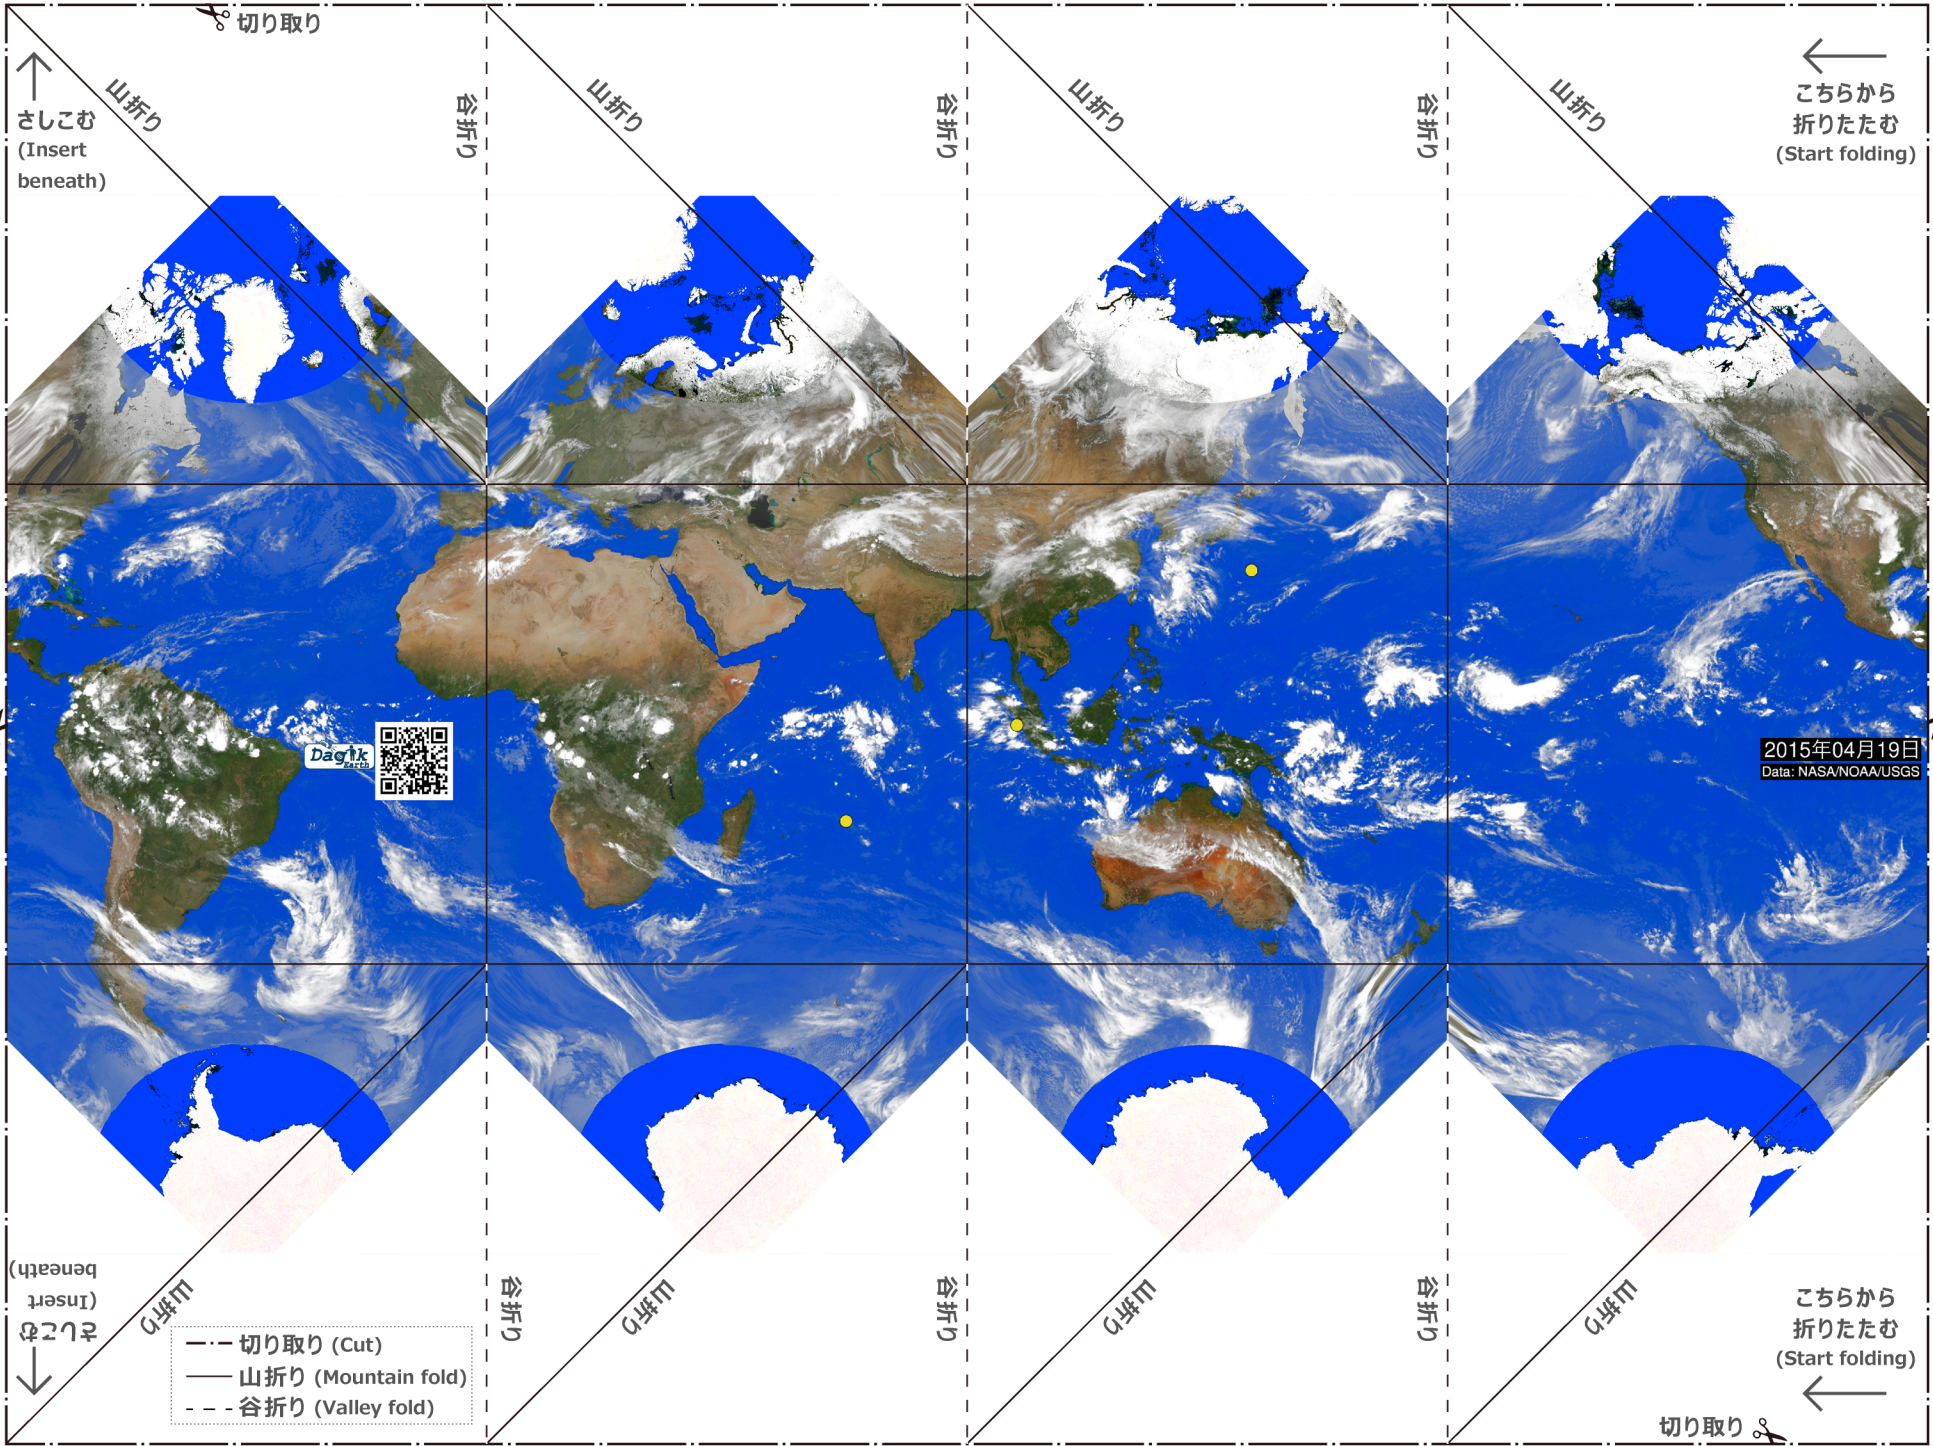 切り取り
山折り
谷折り
山折り
谷折り
山折り
谷折り
山折り
さしこむ
(Insert
beneath)
こちらから
折りたたむ
(Start folding)
Dagik
Earth
2015年04月19日
Data: NASA/NOAA/USGS
さしこむ
(Insert
beneath)
山折り
谷折り
山折り
谷折り
山折り
谷折り
山折り
こちらから
折りたたむ
(Start folding)
切り取り (Cut)
山折り (Mountain fold)
谷折り (Valley fold)
切り取り